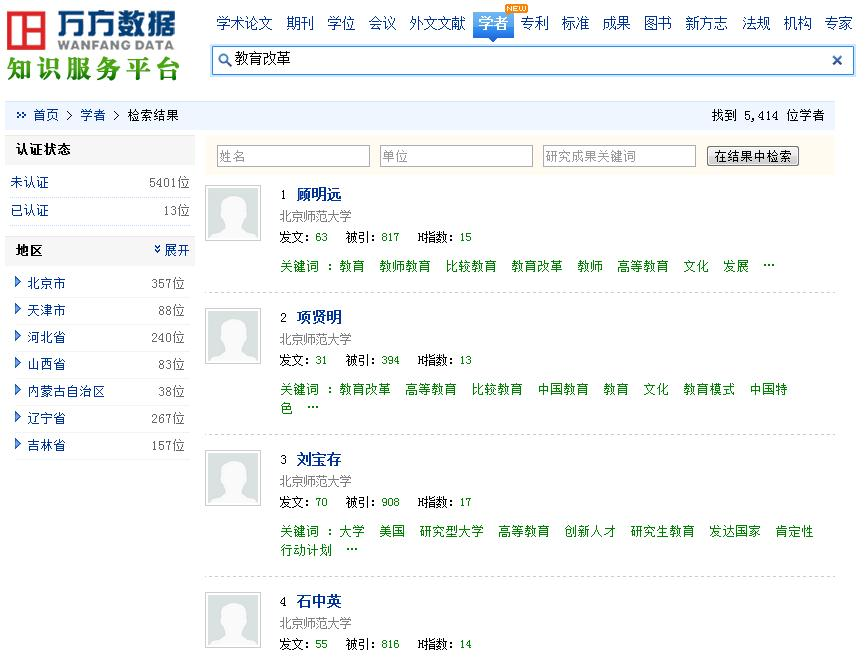 万方数据
WANFANG DATA
知识服务平台
学术论文 期刊 学位 会议 外文文献 学者 NEW 专利 标准 成果 图书 新方志 法规 机构 专家
教育改革
首页 > 学者 > 检索结果
找到 5,414 位学者
认证状态
未认证 5401位
已认证 13位
地区 展开
北京市 357位
天津市 88位
河北省 240位
山西省 83位
内蒙古自治区 38位
辽宁省 267位
吉林省 157位
姓名 单位 研究成果关键词 在结果中检索
1 顾明远
北京师范大学
发文：63 被引：817 H指数：15
关键词 ： 教育 教师教育 比较教育 教育改革 教师 高等教育 文化 发展 …
2 项贤明
北京师范大学
发文：31 被引：394 H指数：13
关键词 ： 教育改革 高等教育 比较教育 中国教育 教育 文化 教育模式 中国特
色 …
3 刘宝存
北京师范大学
发文：70 被引：908 H指数：17
关键词 ： 大学 美国 研究型大学 高等教育 创新人才 研究生教育 发达国家 肯定性
行动计划 …
4 石中英
北京师范大学
发文：55 被引：816 H指数：14